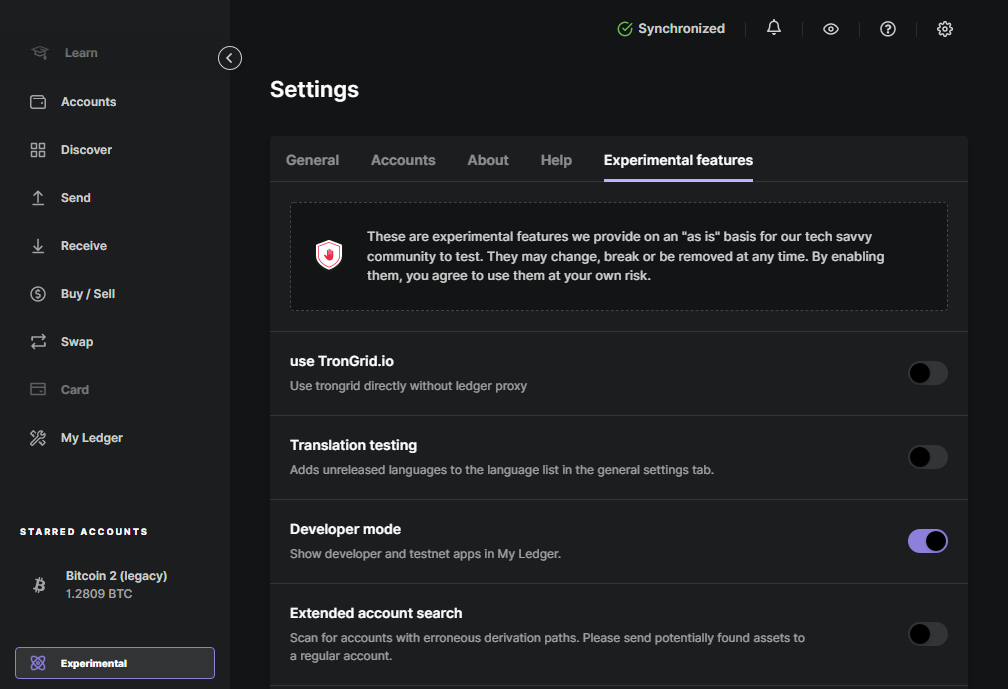 Learn
Accounts
Discover
Send
Receive
Buy / Sell
Swap
Card
My Ledger
STARRED ACCOUNTS
Bitcoin 2 (legacy)
1.2809 BTC
Experimental
Synchronized
Settings
General
Accounts
About
Help
Experimental features
These are experimental features we provide on an "as is" basis for our tech savvy
community to test. They may change, break or be removed at any time. By enabling
them, you agree to use them at your own risk.
use TronGrid.io
Use trongrid directly without ledger proxy
Translation testing
Adds unreleased languages to the language list in the general settings tab.
Developer mode
Show developer and testnet apps in My Ledger.
Extended account search
Scan for accounts with erroneous derivation paths. Please send potentially found assets to
a regular account.